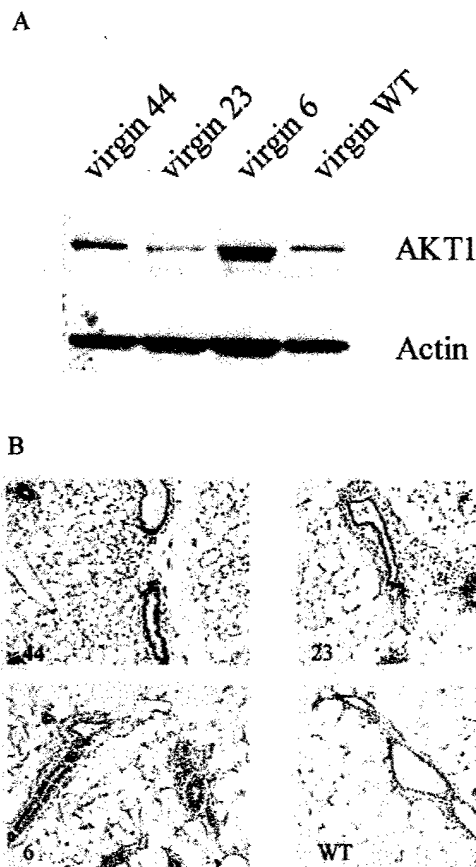 A
virgin 44
virgin 23
virgin 6
virgin WT
AKT1
Actin
B
44
23
6
WT